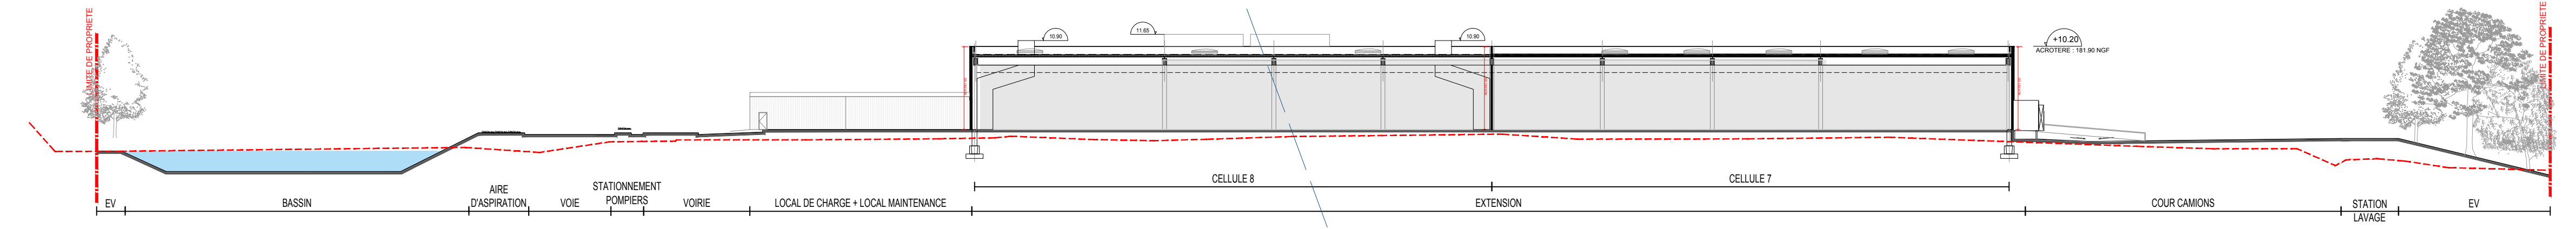 LIMITE DE PROPRIETE
10.90
11.65
10.90
+10.20
ACROTERE : 181.90 NGF
LIMITE DE PROPRIETE
CELLULE 8
CELLULE 7
EV
BASSIN
AIRE
D'ASPIRATION
VOIE
STATIONNEMENT
POMPIERS
VOIRIE
LOCAL DE CHARGE + LOCAL MAINTENANCE
EXTENSION
COUR CAMIONS
STATION
LAVAGE
EV